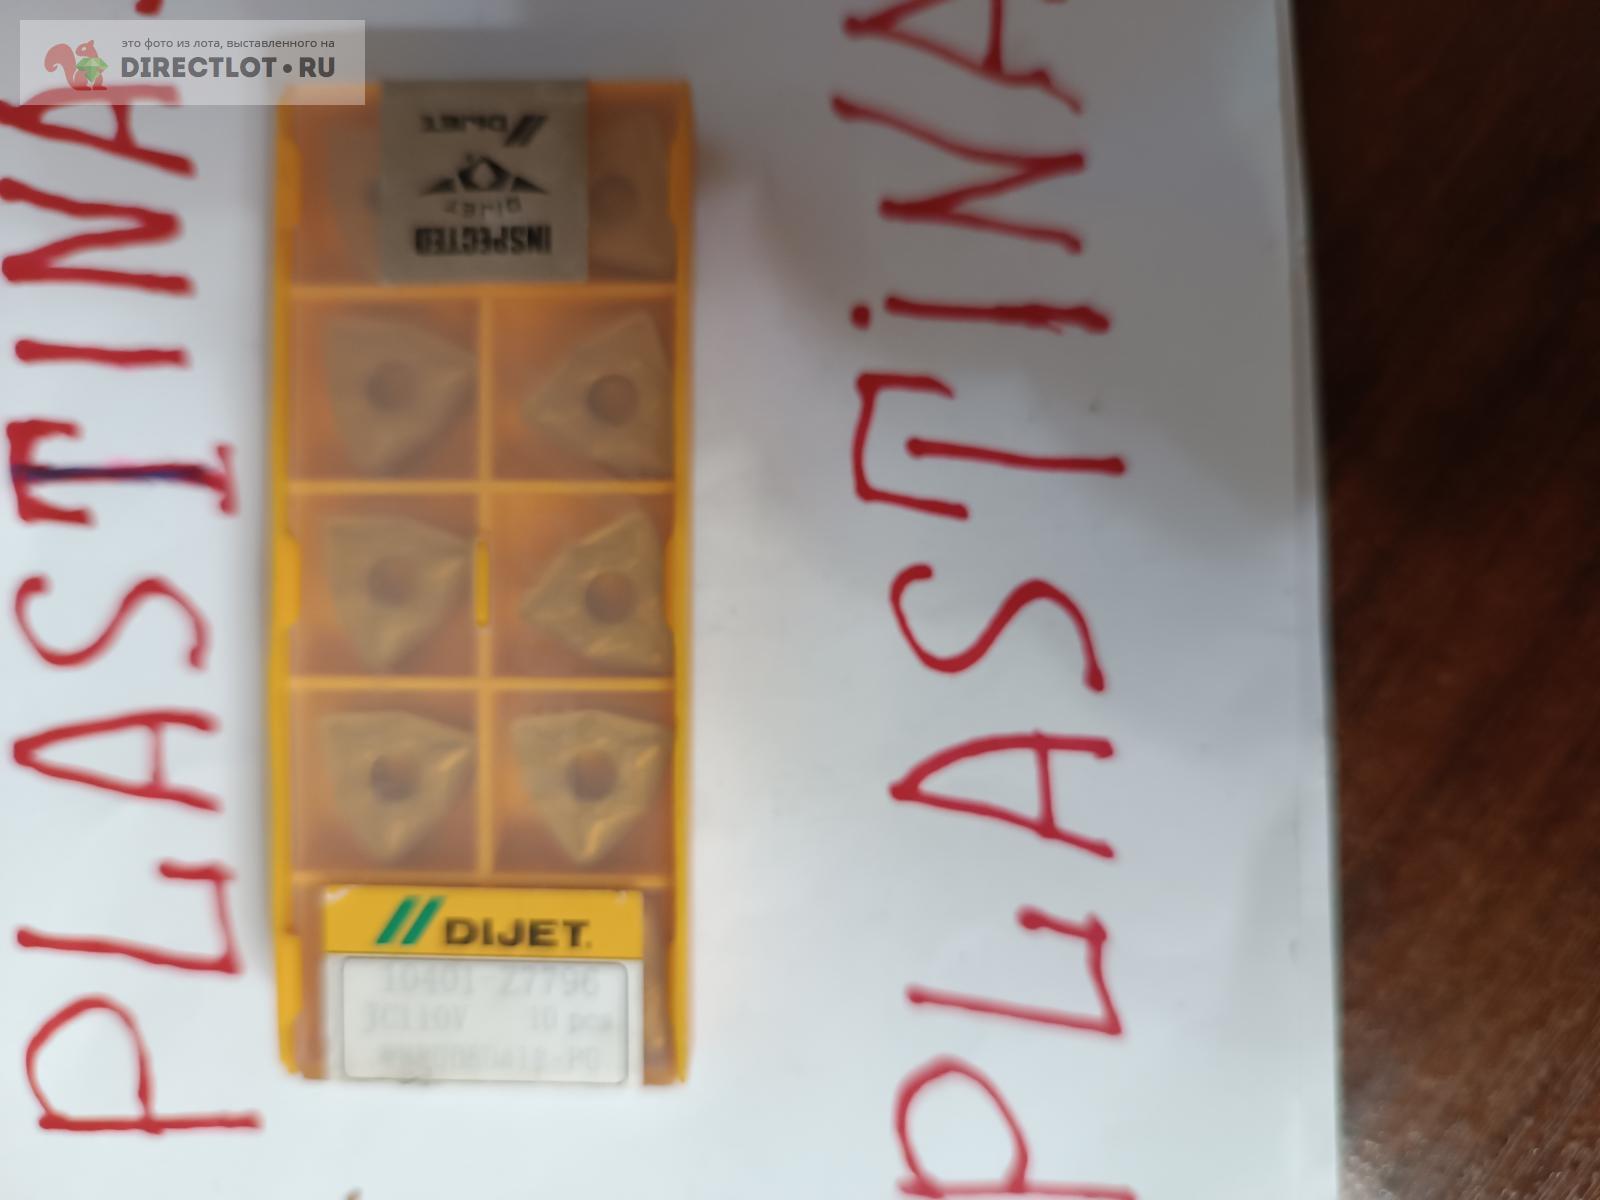 это фото из лота, выставленного на
DIRECTLOT.RU
DIJET
INSPECTED
PLASTINA
DIJET.
10401-Z7796
JC110V 10 pcs.
PLASTINA